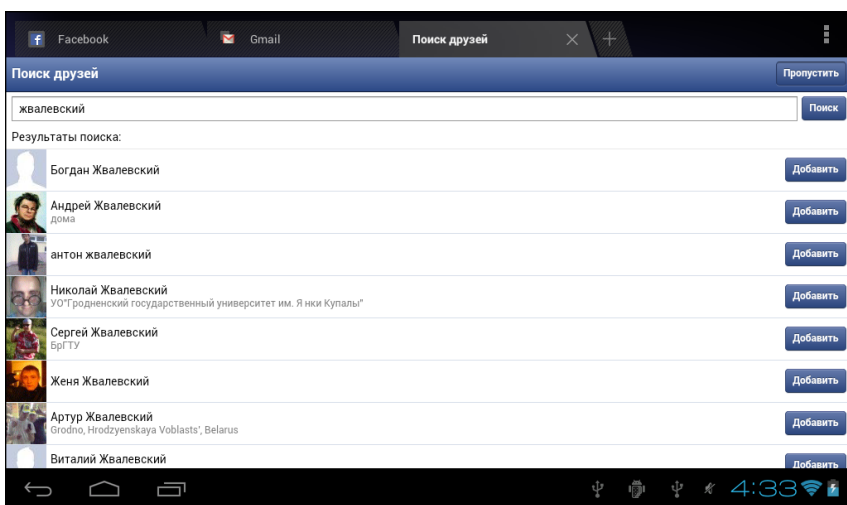 Facebook
Gmail
Поиск друзей
Поиск друзей
Пропустить
жвалевский
Поиск
Результаты поиска:
Богдан Жвалевский
Добавить
Андрей Жвалевский
дома
Добавить
антон жвалевский
Добавить
Николай Жвалевский
УО"Гродненский государственный университет им. Я нки Купалы"
Добавить
Сергей Жвалевский
БрГТУ
Добавить
Женя Жвалевский
Добавить
Артур Жвалевский
Grodno, Hrodzyenskaya Voblasts', Belarus
Добавить
Виталий Жвалевский
Добавить
4:33